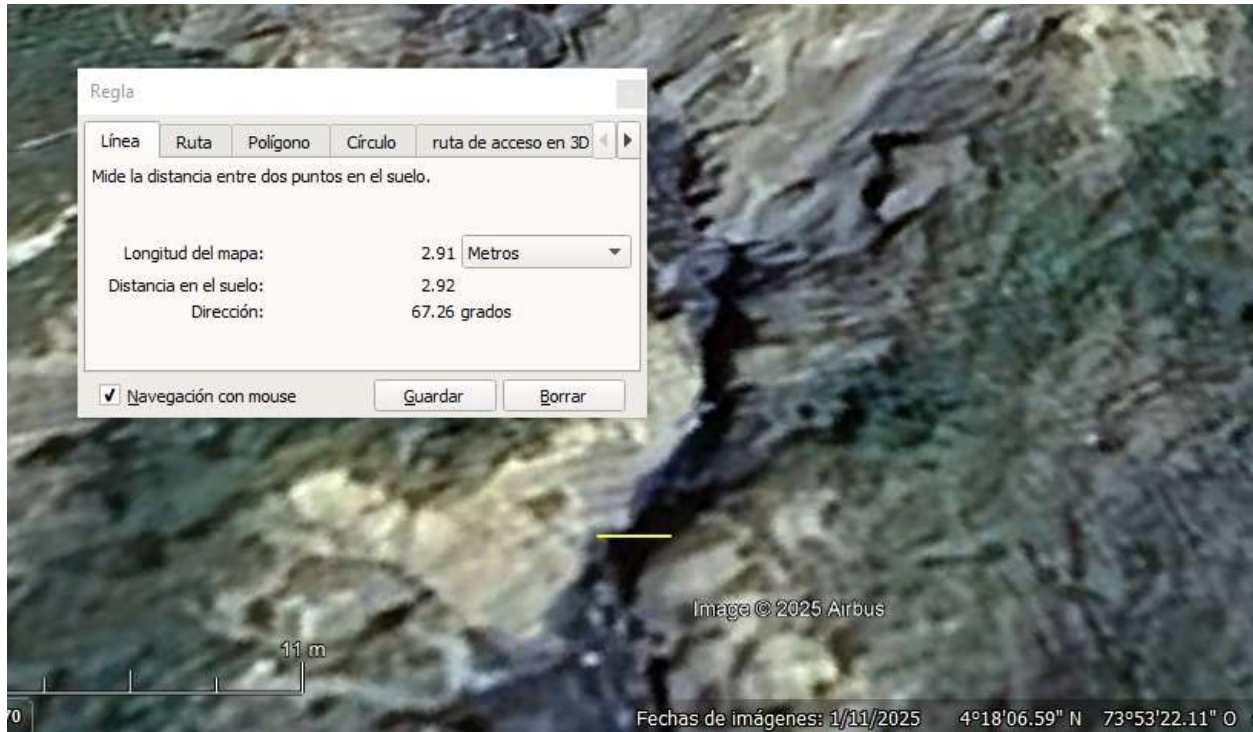 Regla
Línea Ruta Polígono Círculo ruta de acceso en 3D
Mide la distancia entre dos puntos en el suelo.
Longitud del mapa: 2.91 Metros
Distancia en el suelo: 2.92
Dirección: 67.26 grados
Navegación con mouse Guardar Borrar
Image © 2025 Airbus
11 m
70
Fechas de imágenes: 1/11/2025 4°18'06.59" N 73°53'22.11" O